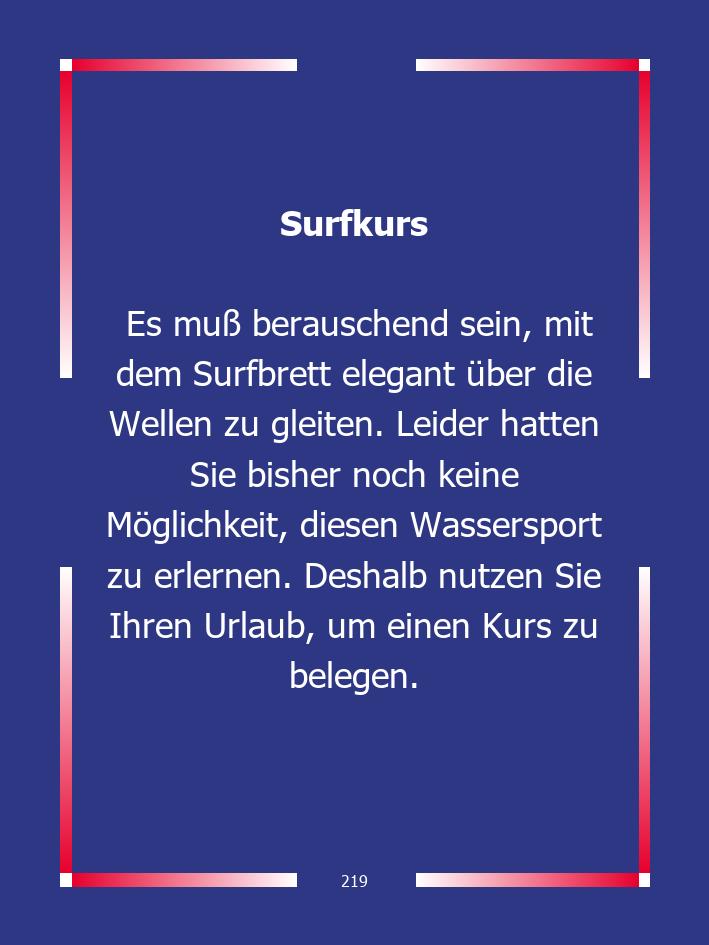 Surfkurs
Es muß berauschend sein, mit
dem Surfbrett elegant über die
Wellen zu gleiten. Leider hatten
Sie bisher noch keine
Möglichkeit, diesen Wassersport
zu erlernen. Deshalb nutzen Sie
Ihren Urlaub, um einen Kurs zu
belegen.
219